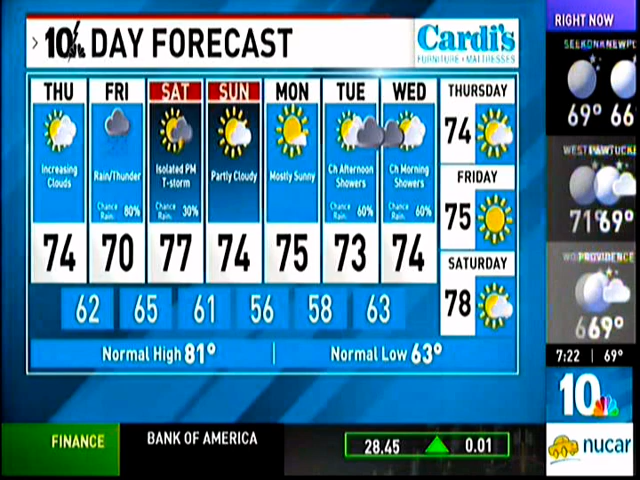 10 DAY FORECAST
Cardi's
FURNITURE • MATTRESSES
THU
FRI
SAT
SUN
MON
TUE
WED
Increasing
Clouds
Rain/Thunder
Isolated PM
T-storm
Partly Cloudy
Mostly Sunny
Ch Afternoon
Showers
Ch Morning
Showers
Chance
Rain: 80%
Chance
Rain: 30%
Chance
Rain: 60%
Chance
Rain: 60%
74
70
77
74
75
73
74
62
65
61
56
58
63
Normal High 81°
Normal Low 63°
THURSDAY
74
FRIDAY
75
SATURDAY
78
RIGHT NOW
69° 66
71° 69°
PROVIDENCE
69°
7:22 | 69°
10
nucar
FINANCE
BANK OF AMERICA
28.45 0.01